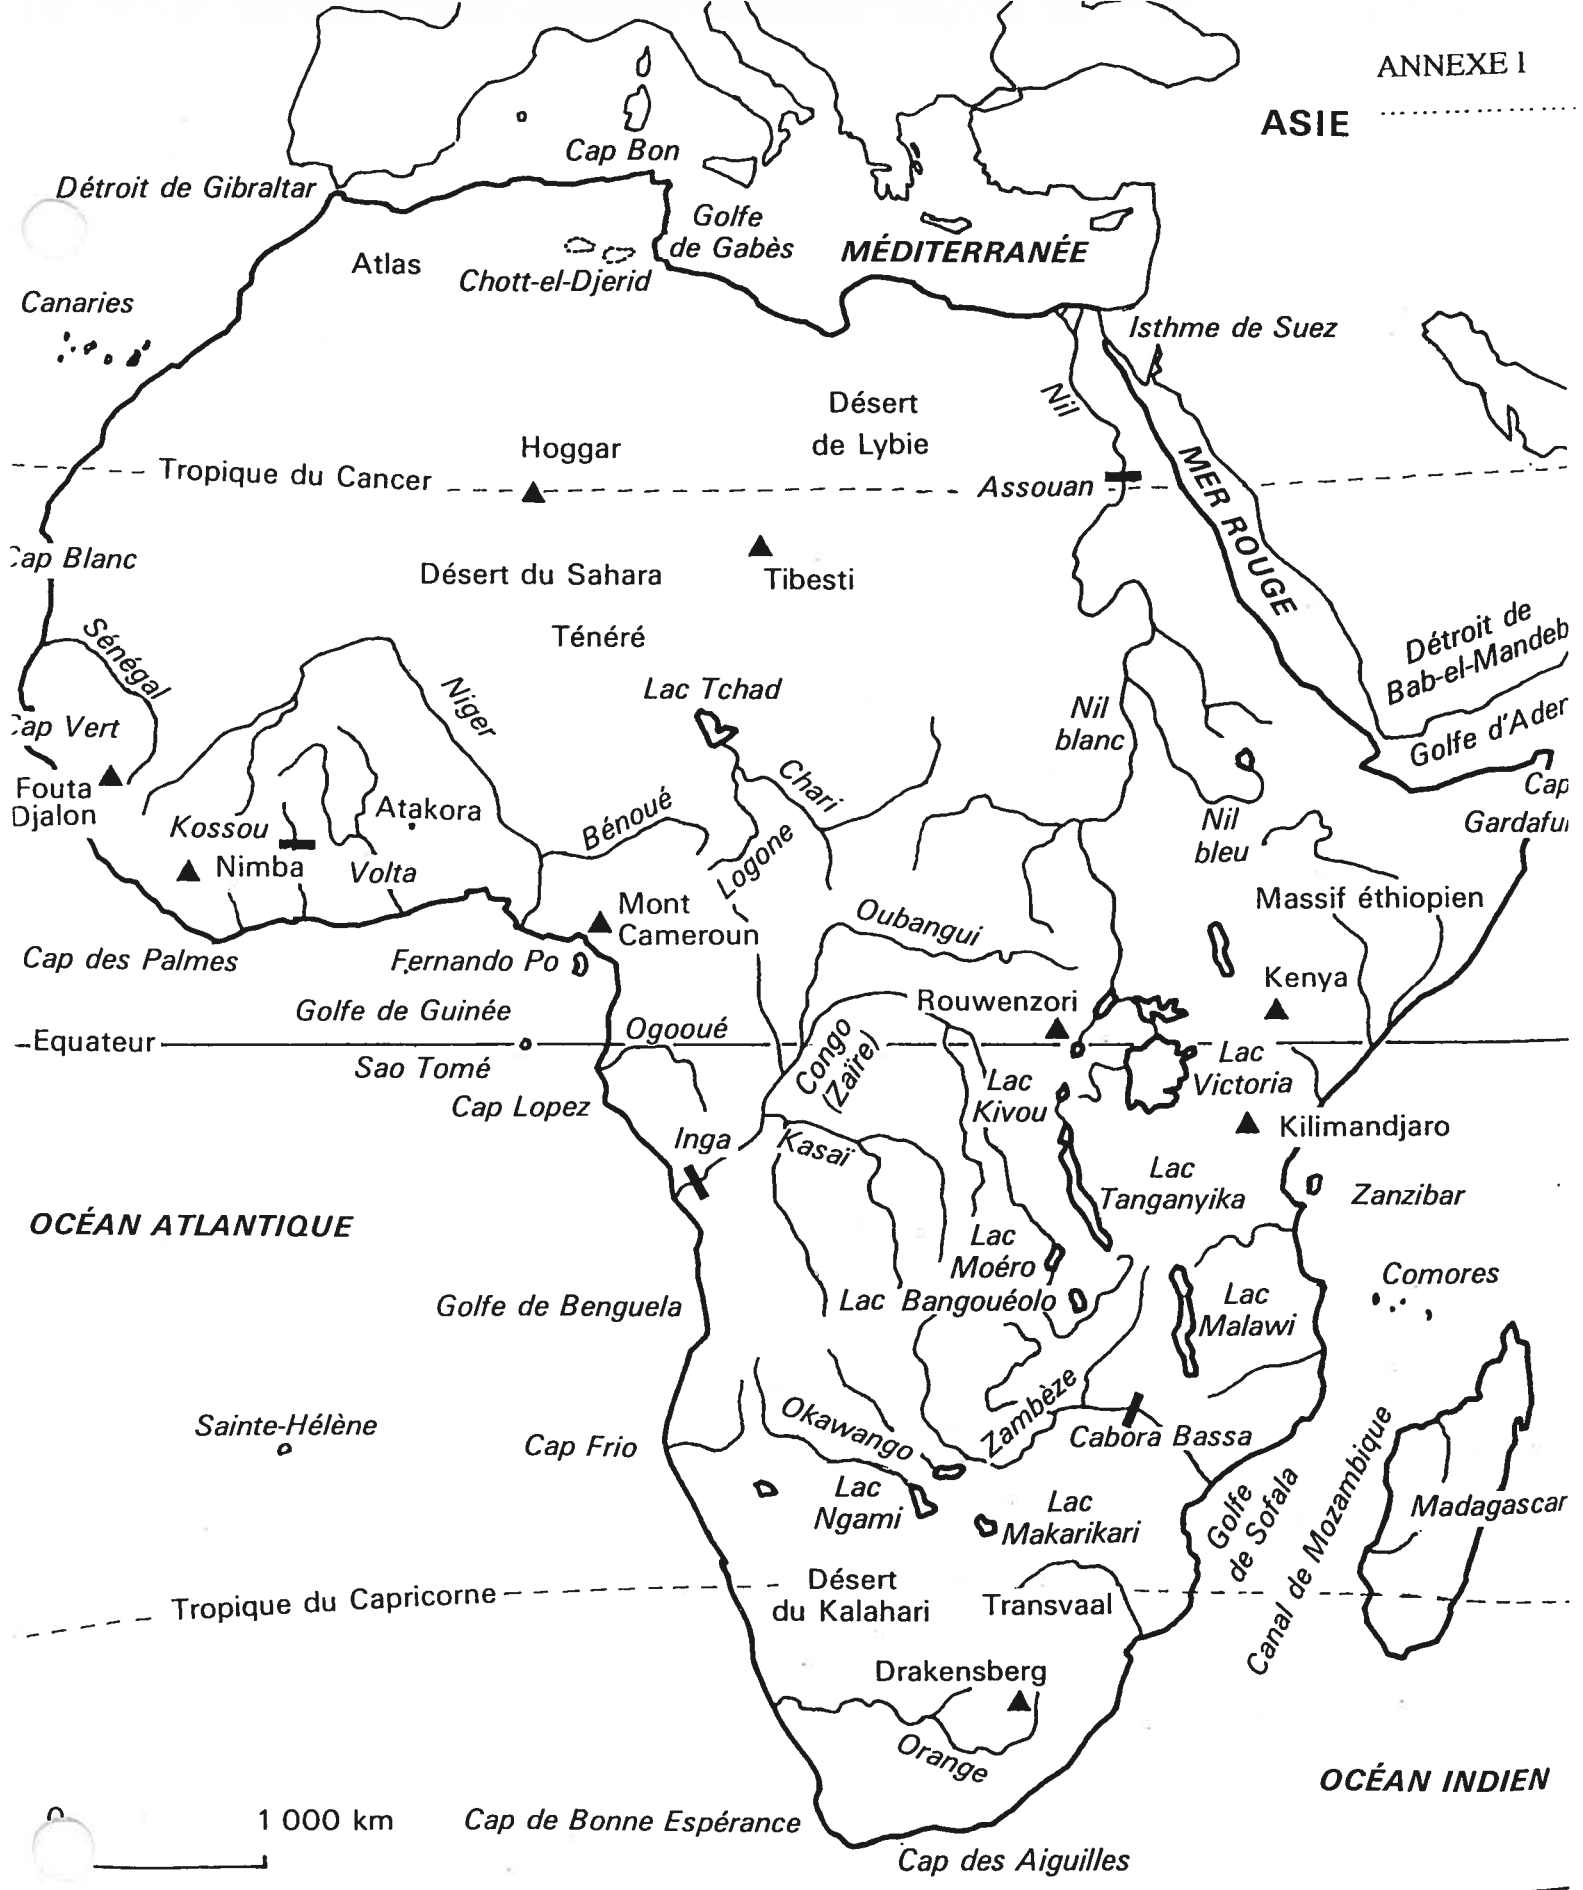 ANNEXE I
ASIE
Cap Bon
Détroit de Gibraltar
Golfe
de Gabès
MÉDITERRANÉE
Atlas
Chott-el-Djerid
Canaries
Isthme de Suez
Nil
Désert
de Lybie
Hoggar
Tropique du Cancer
Assouan
MER ROUGE
Cap Blanc
Désert du Sahara
Tibesti
Ténéré
Sénégal
Détroit de
Bab-el-Mandeb
Niger
Lac Tchad
Nil
blanc
Cap Vert
Golfe d'Aden
Fouta
Djalon
Chari
Cap
Gardafui
Atakora
Kossou
Bénoué
Nil
bleu
Nimba
Volta
Logone
Massif éthiopien
Mont
Cameroun
Oubangui
Cap des Palmes
Fernando Po
Kenya
Rouwenzori
Golfe de Guinée
Ogooué
Equateur
Congo
(Zaïre)
Sao Tomé
Lac
Victoria
Lac
Kivou
Cap Lopez
Kilimandjaro
Inga
Kasaï
Lac
Tanganyika
Zanzibar
OCÉAN ATLANTIQUE
Lac
Moéro
Comores
Golfe de Benguela
Lac Bangouéolo
Lac
Malawi
Zambèze
Okawango
Sainte-Hélène
Cap Frio
Cabora Bassa
Lac
Ngami
Lac
Makarikari
Golfe
de Sofala
Canal de Mozambique
Madagascar
Désert
du Kalahari
Transvaal
Tropique du Capricorne
Drakensberg
Orange
OCÉAN INDIEN
0
1 000 km
Cap de Bonne Espérance
Cap des Aiguilles